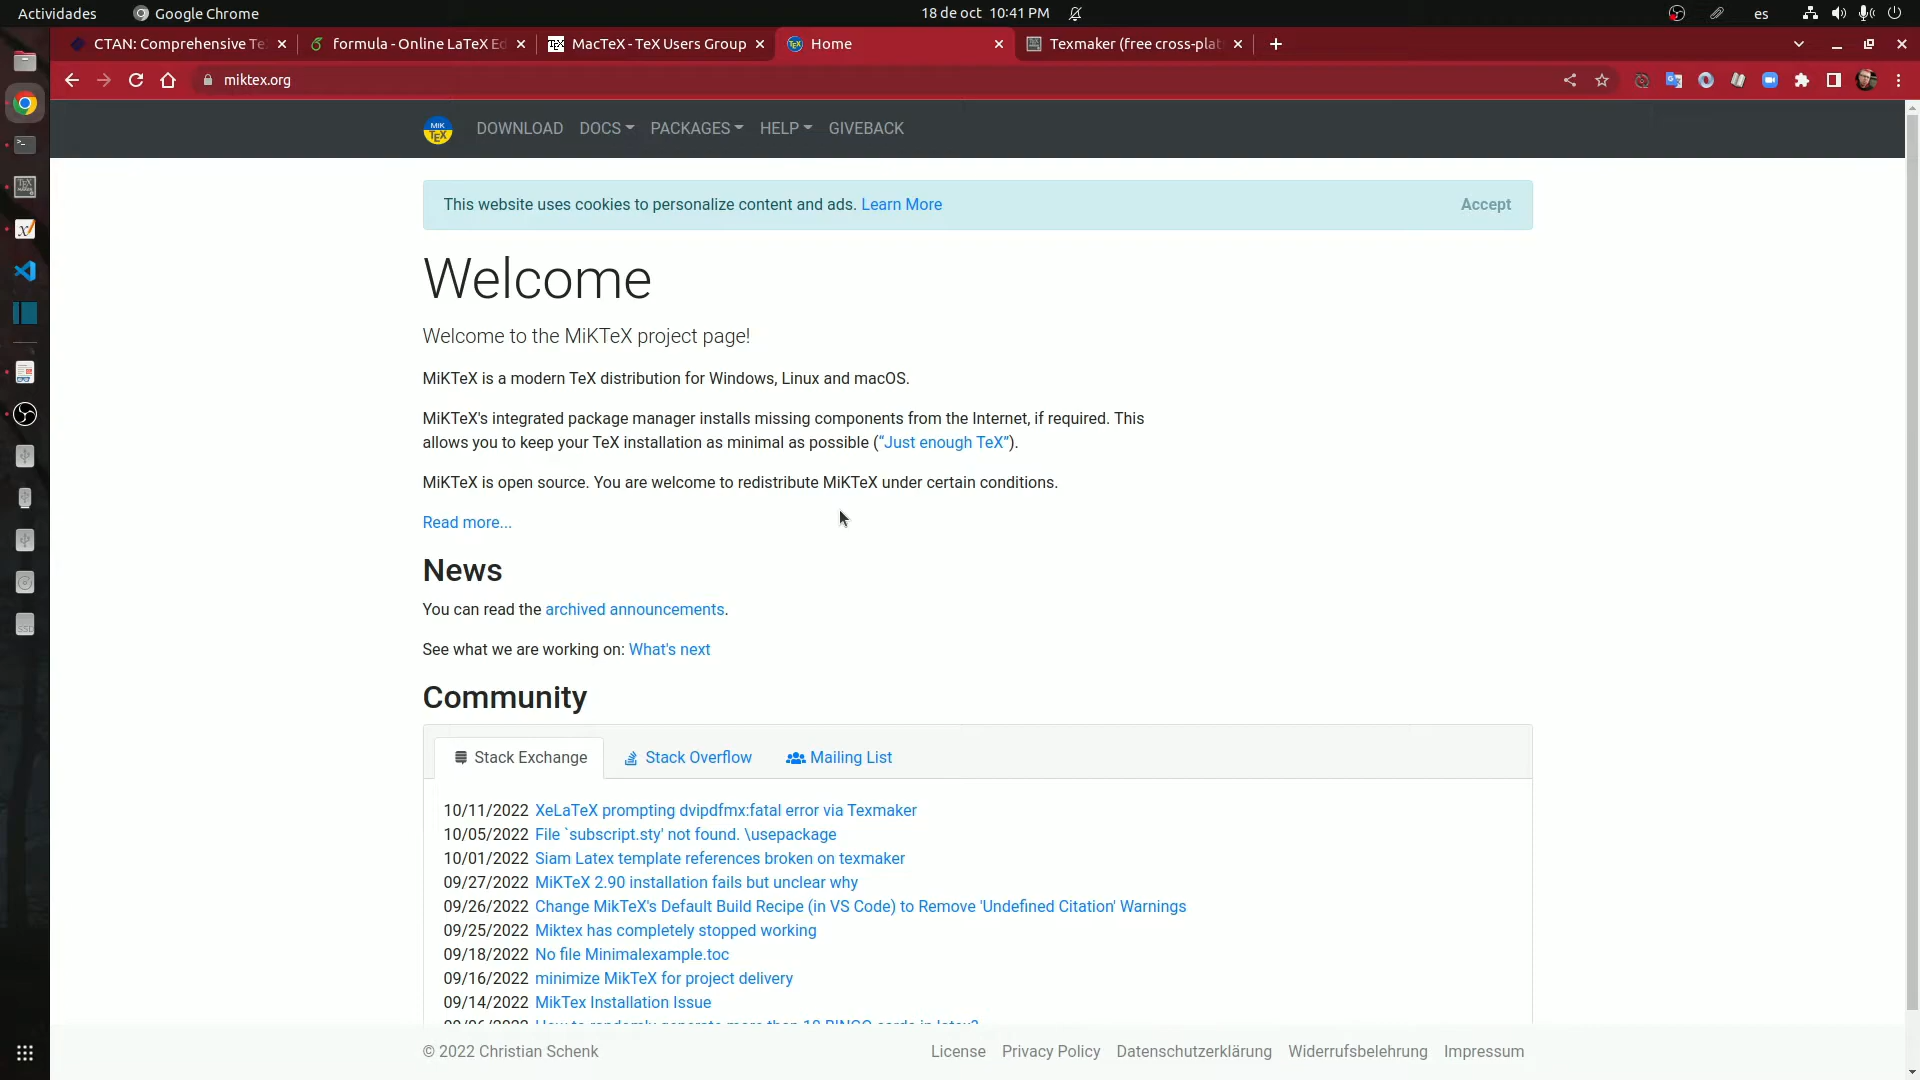 Actividades
Google Chrome
18 de oct 10:41 PM
es
CTAN: Comprehensive Te
formula - Online LaTeX Ed
MacTeX - TeX Users Group
Home
Texmaker (free cross-plat
miktex.org
MiK TeX
DOWNLOAD
DOCS
PACKAGES
HELP
GIVEBACK
This website uses cookies to personalize content and ads. Learn More
Accept
Welcome
Welcome to the MiKTeX project page!
MiKTeX is a modern TeX distribution for Windows, Linux and macOS.
MiKTeX's integrated package manager installs missing components from the Internet, if required. This
allows you to keep your TeX installation as minimal as possible (“Just enough TeX”).
MiKTeX is open source. You are welcome to redistribute MiKTeX under certain conditions.
Read more...
News
You can read the archived announcements.
See what we are working on: What's next
Community
Stack Exchange
Stack Overflow
Mailing List
10/11/2022 XeLaTeX prompting dvipdfmx:fatal error via Texmaker
10/05/2022 File `subscript.sty' not found. \usepackage
10/01/2022 Siam Latex template references broken on texmaker
09/27/2022 MiKTeX 2.90 installation fails but unclear why
09/26/2022 Change MikTeX's Default Build Recipe (in VS Code) to Remove 'Undefined Citation' Warnings
09/25/2022 Miktex has completely stopped working
09/18/2022 No file Minimalexample.toc
09/16/2022 minimize MikTeX for project delivery
09/14/2022 MikTex Installation Issue
© 2022 Christian Schenk
License
Privacy Policy
Datenschutzerklärung
Widerrufsbelehrung
Impressum